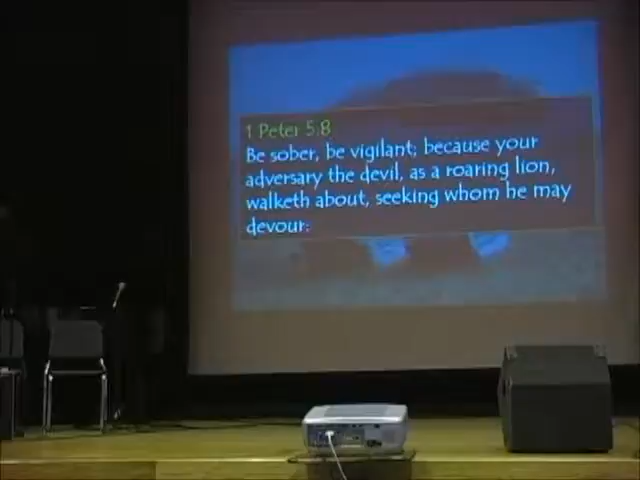 1 Peter 5:8
Be sober, be vigilant; because your
adversary the devil, as a roaring lion,
walketh about, seeking whom he may
devour: